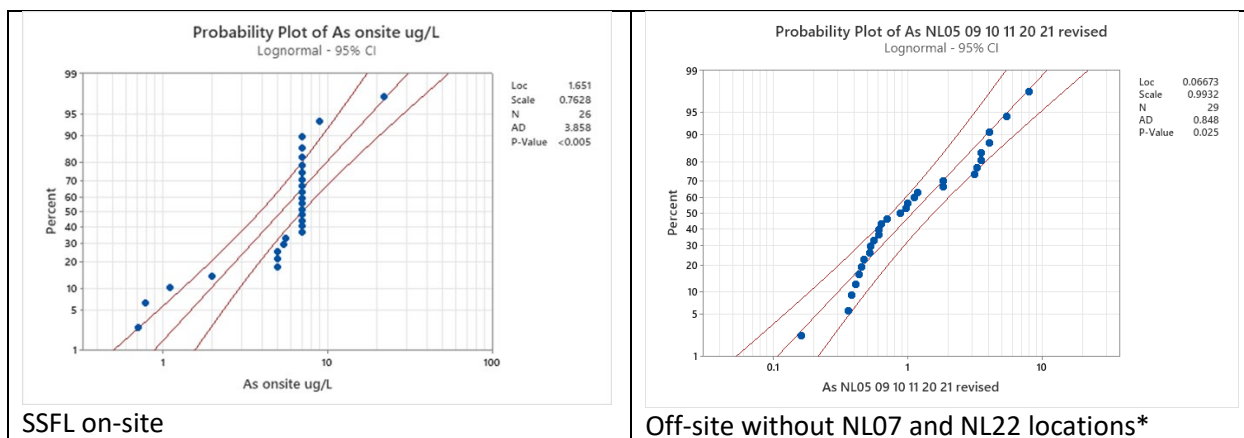 Probability Plot of As onsite ug/L
Lognormal - 95% CI
99
95
90
80
70
60
50
40
30
20
10
5
1
Percent
1
10
100
As onsite ug/L
Loc 1.651
Scale 0.7628
N 26
AD 3.858
P-Value <0.005
SSFL on-site
Probability Plot of As NL05 09 10 11 20 21 revised
Lognormal - 95% CI
99
95
90
80
70
60
50
40
30
20
10
5
1
Percent
0.1
1
10
As NL05 09 10 11 20 21 revised
Loc 0.06673
Scale 0.9932
N 29
AD 0.848
P-Value 0.025
Off-site without NL07 and NL22 locations*